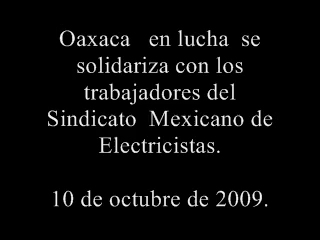 Oaxaca en lucha se
solidariza con los
trabajadores del
Sindicato Mexicano de
Electricistas.
10 de octubre de 2009.